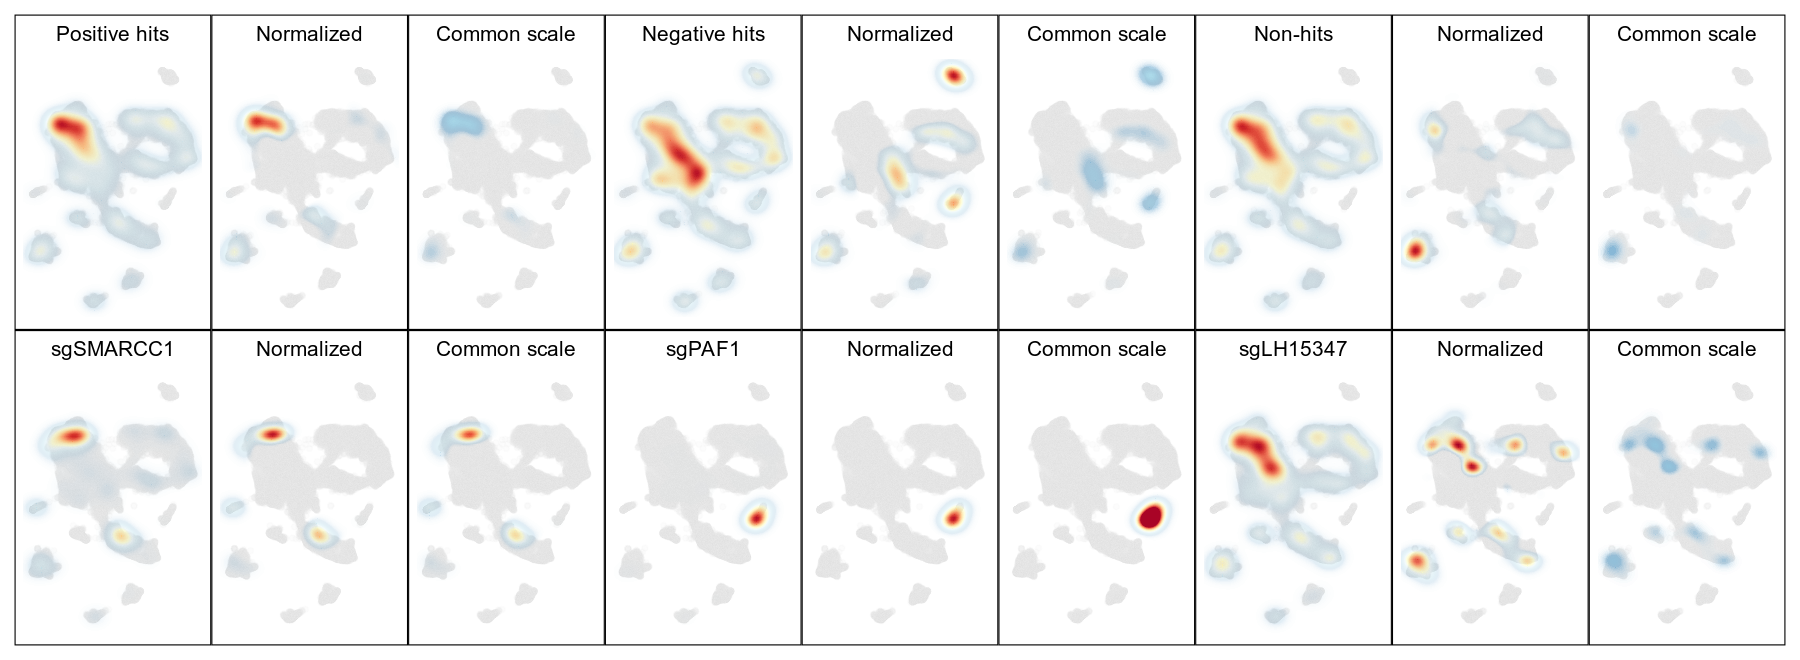 Positive hits
Normalized
Common scale
Negative hits
Normalized
Common scale
Non-hits
Normalized
Common scale
sgSMARCC1
Normalized
Common scale
sgPAF1
Normalized
Common scale
sgLH15347
Normalized
Common scale